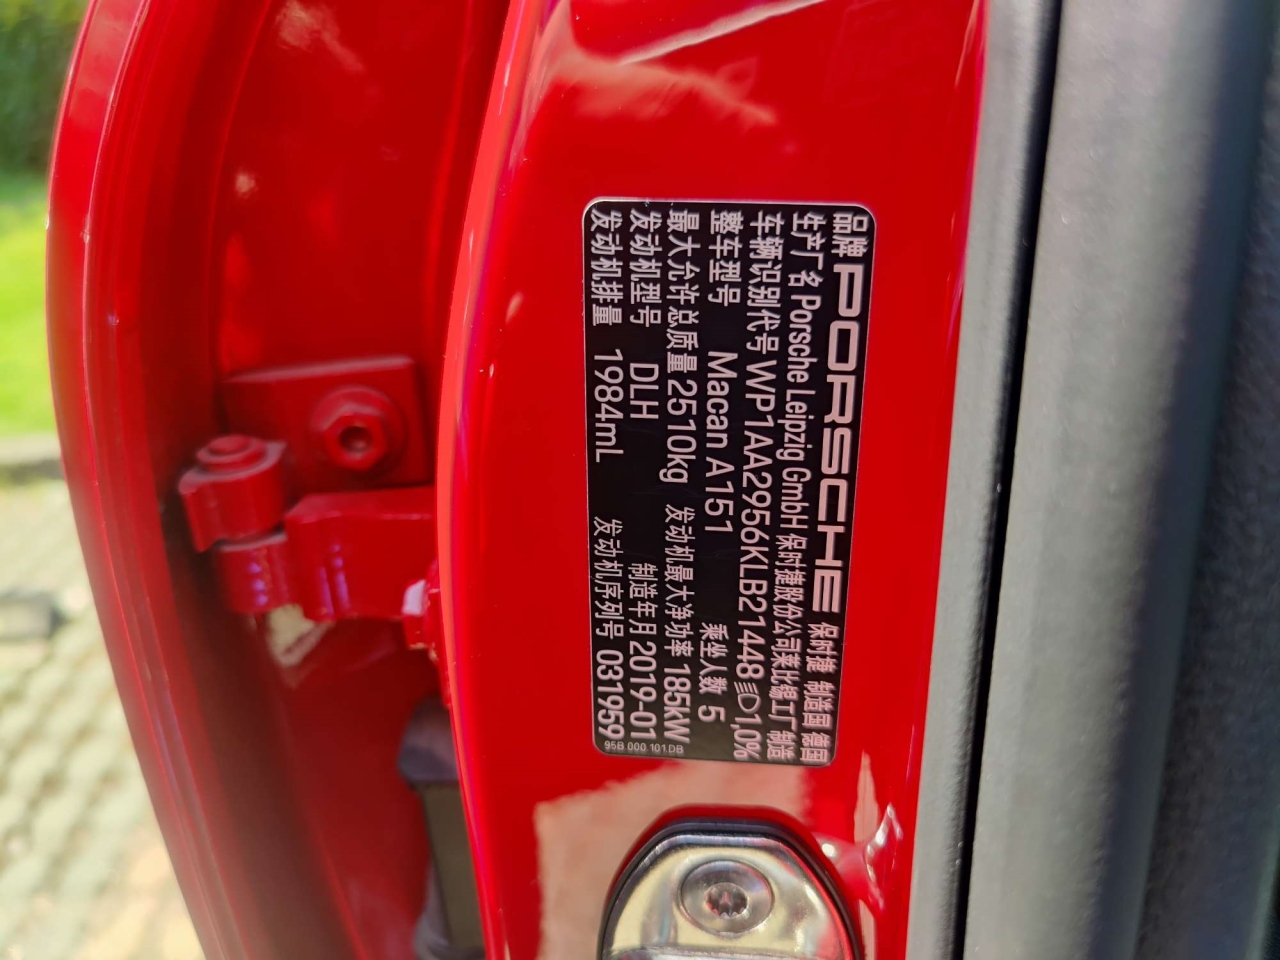 品牌 PORSCHE 保时捷 制造国 德国
生产厂名 Porsche Leipzig GmbH 保时捷股份公司莱比锡工厂制造
车辆识别代号 WP1AA2956KLB21448 1,0%
整车型号 Macan A151 乘坐人数 5
最大允许总质量 2510kg 发动机最大净功率 185kW
发动机型号 DLH 制造年月 2019-01
发动机排量 1984mL 发动机序列号 031959
95B.000.101.DB